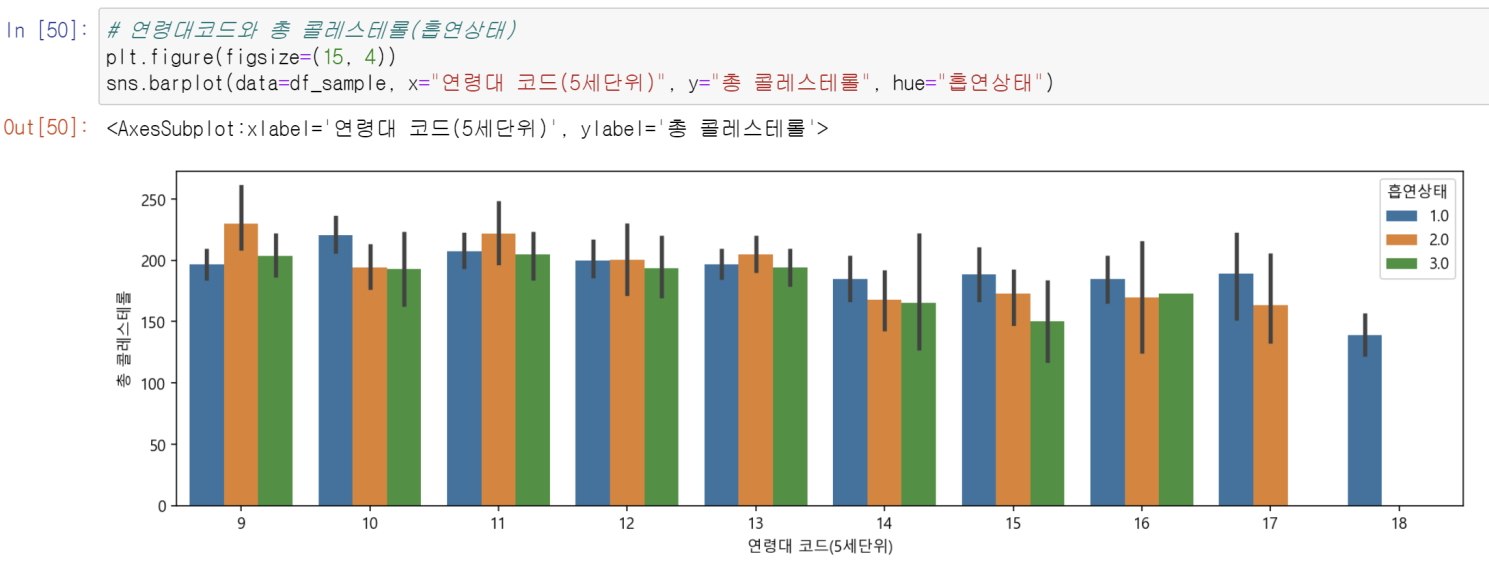 In [50]: # 연령대코드와 총 콜레스테롤(흡연상태)
plt.figure(figsize=(15, 4))
sns.barplot(data=df_sample, x="연령대 코드(5세단위)", y="총 콜레스테롤", hue="흡연상태")
Out[50]: <AxesSubplot:xlabel='연령대 코드(5세단위)', ylabel='총 콜레스테롤'>
흡연상태
1.0
2.0
3.0
총 콜레스테롤
250
200
150
100
50
0
9 10 11 12 13 14 15 16 17 18
연령대 코드(5세단위)